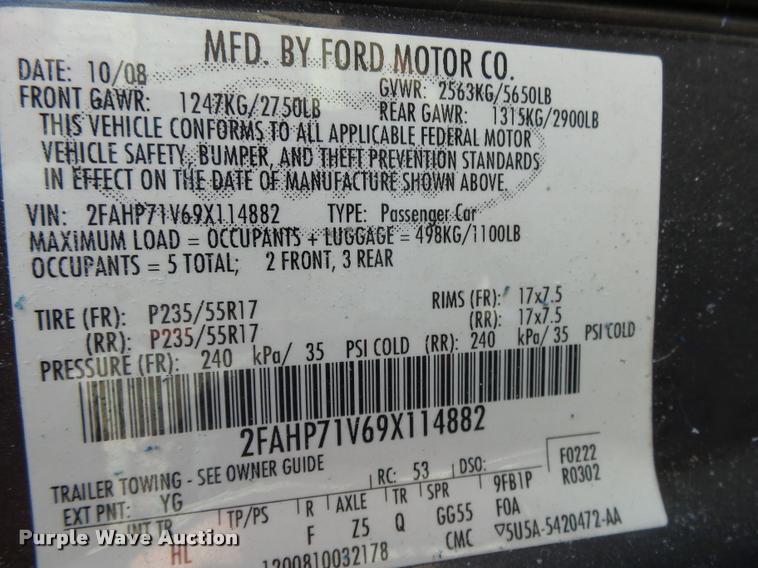 MFD. BY FORD MOTOR CO.
DATE: 10/08
GVWR: 2563KG/5650LB
FRONT GAWR: 1247KG/2750LB
REAR GAWR: 1315KG/2900LB
THIS VEHICLE CONFORMS TO ALL APPLICABLE FEDERAL MOTOR
VEHICLE SAFETY, BUMPER, AND THEFT PREVENTION STANDARDS
IN EFFECT ON THE DATE OF MANUFACTURE SHOWN ABOVE.
VIN: 2FAHP71V69X114882 TYPE: Passenger Car
MAXIMUM LOAD = OCCUPANTS + LUGGAGE = 498KG/1100LB
OCCUPANTS = 5 TOTAL; 2 FRONT, 3 REAR
TIRE (FR): P235/55R17 RIMS (FR): 17x7.5
(RR): P235/55R17 (RR): 17x7.5
PRESSURE (FR): 240 kPa/ 35 PSI COLD (RR): 240 kPa/ 35 PSI COLD
2FAHP71V69X114882
TRAILER TOWING - SEE OWNER GUIDE RC: 53 DSO: F0222
EXT PNT: YG R0302
INT TR TP/PS R AXLE TR SPR 9FB1P
HL F Z5 Q GG55 FOA
1200810032178 CMC ▽5U5A-5420472-AA
Purple Wave Auction